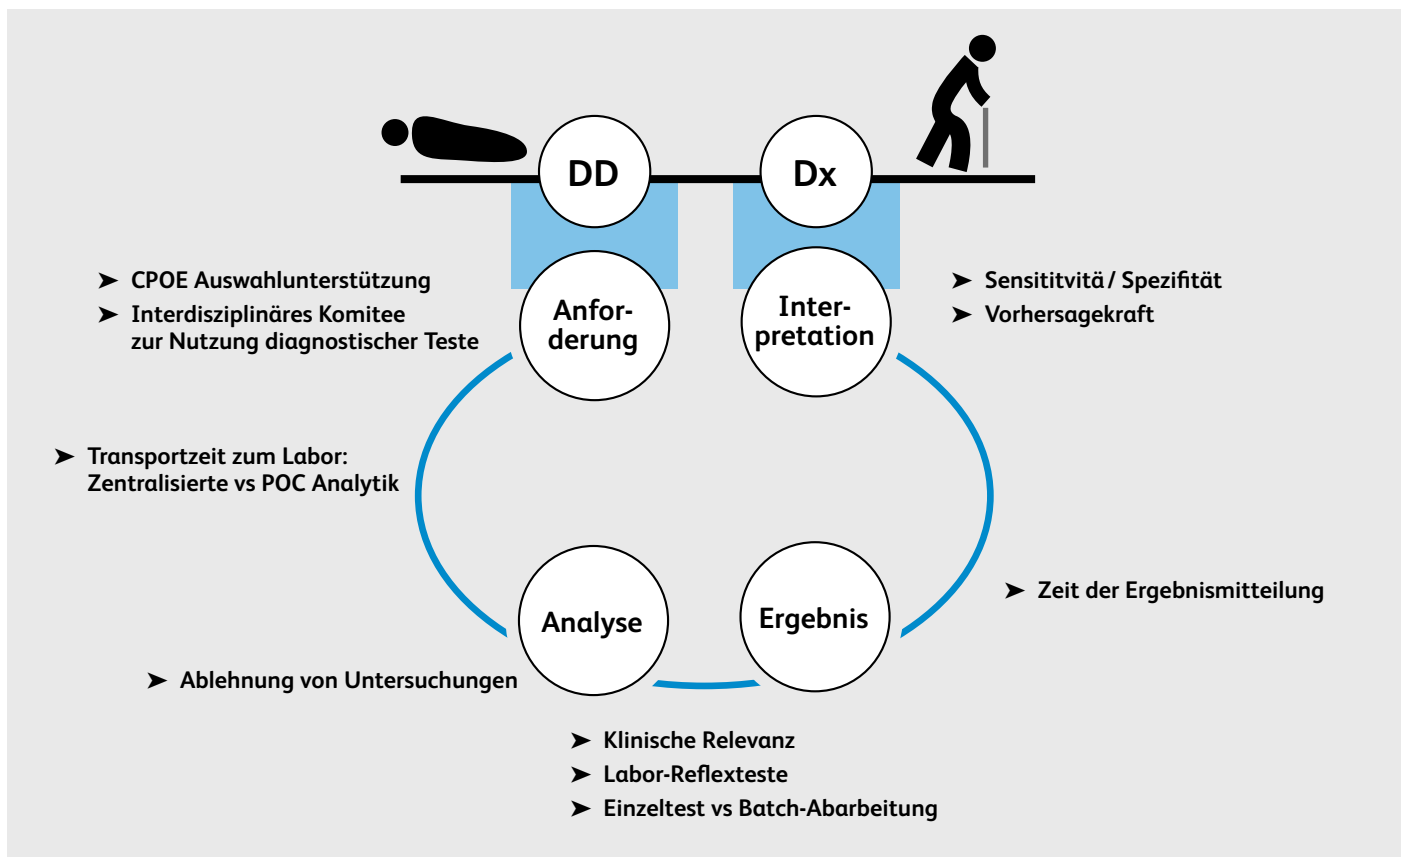 DD
Dx
➤ CPOE Auswahlunterstützung
➤ Interdisziplinäres Komitee
zur Nutzung diagnostischer Teste
Anfor-
derung
Inter-
pretation
➤ Sensititvitä / Spezifität
➤ Vorhersagekraft
➤ Transportzeit zum Labor:
Zentralisierte vs POC Analytik
➤ Zeit der Ergebnismitteilung
Analyse
Ergebnis
➤ Ablehnung von Untersuchungen
➤ Klinische Relevanz
➤ Labor-Reflexteste
➤ Einzeltest vs Batch-Abarbeitung